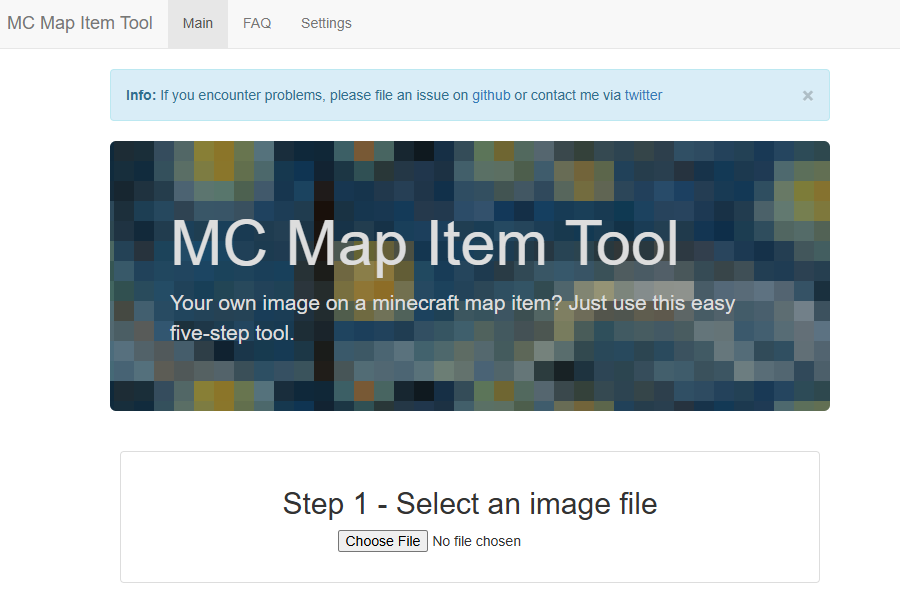 MC Map Item Tool Main FAQ Settings
Info: If you encounter problems, please file an issue on github or contact me via twitter ×
MC Map Item Tool
Your own image on a minecraft map item? Just use this easy
five-step tool.
Step 1 - Select an image file
Choose File No file chosen